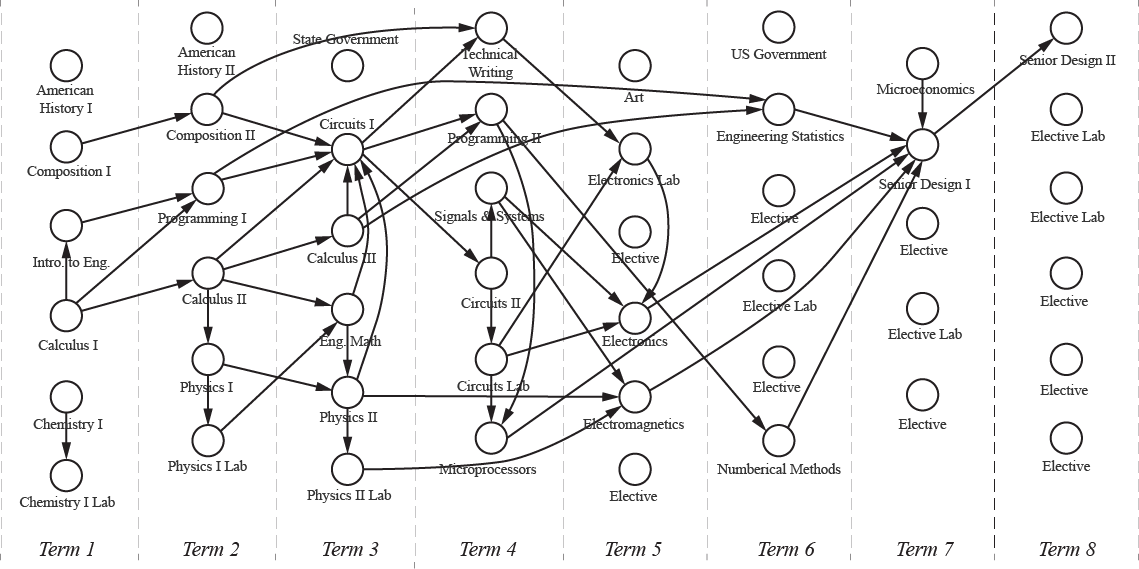 American
History I
Composition I
Intro. to Eng.
Calculus I
Chemistry I
Chemistry I Lab
American
History II
Composition II
Programming I
Calculus II
Physics I
Physics I Lab
State Government
Circuits I
Calculus III
Eng. Math
Physics II
Physics II Lab
Technical
Writing
Programming II
Signals & Systems
Circuits II
Circuits Lab
Microprocessors
Art
Electronics Lab
Elective
Electronics
Electromagnetics
Elective
US Government
Engineering Statistics
Elective
Elective Lab
Elective
Numberical Methods
Microeconomics
Senior Design I
Elective
Elective Lab
Elective
Senior Design II
Elective Lab
Elective Lab
Elective
Elective
Elective
Term 1
Term 2
Term 3
Term 4
Term 5
Term 6
Term 7
Term 8